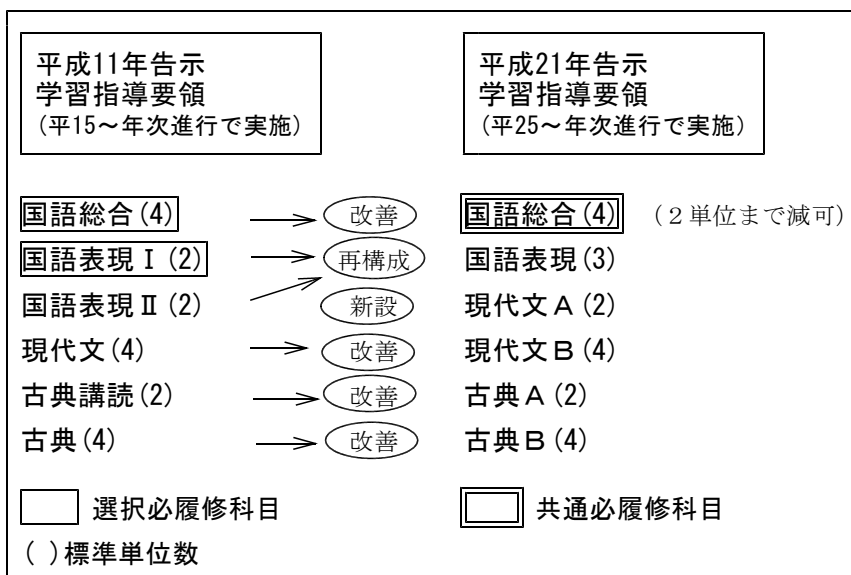 平成11年告示
学習指導要領
(平15～年次進行で実施)
平成21年告示
学習指導要領
(平25～年次進行で実施)
国語総合(4) 改善 国語総合(4) (2単位まで減可)
国語表現Ⅰ(2) 再構成 国語表現(3)
国語表現Ⅱ(2) 新設 現代文A(2)
現代文(4) 改善 現代文B(4)
古典講読(2) 改善 古典A(2)
古典(4) 改善 古典B(4)
選択必履修科目 共通必履修科目
( )標準単位数